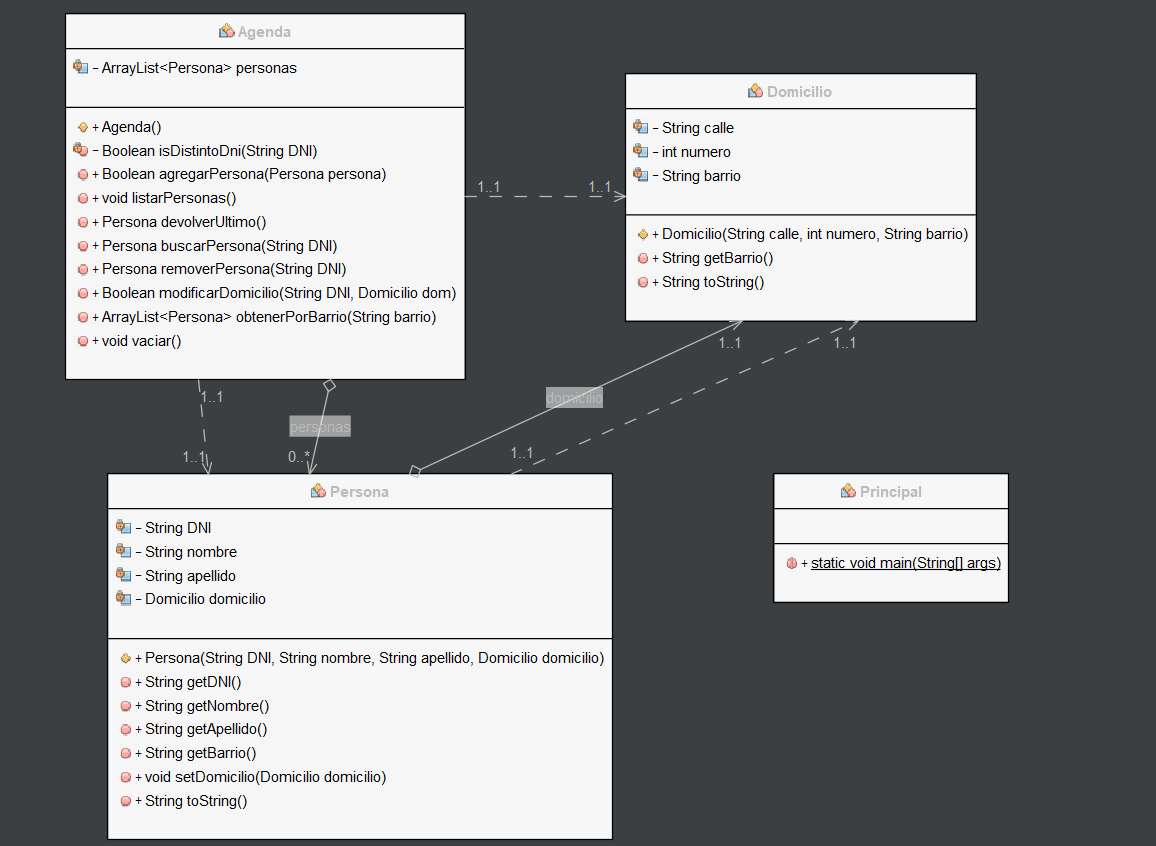 Agenda
- ArrayList<Persona> personas
+ Agenda()
- Boolean isDistintoDni(String DNI)
+ Boolean agregarPersona(Persona persona)
+ void listarPersonas()
+ Persona devolverUltimo()
+ Persona buscarPersona(String DNI)
+ Persona removerPersona(String DNI)
+ Boolean modificarDomicilio(String DNI, Domicilio dom)
+ ArrayList<Persona> obtenerPorBarrio(String barrio)
+ void vaciar()
Domicilio
- String calle
- int numero
- String barrio
+ Domicilio(String calle, int numero, String barrio)
+ String getBarrio()
+ String toString()
1..1
1..1
1..1
1..1
domicilio
1..1
personas
1..1
0..*
1..1
Persona
- String DNI
- String nombre
- String apellido
- Domicilio domicilio
+ Persona(String DNI, String nombre, String apellido, Domicilio domicilio)
+ String getDNI()
+ String getNombre()
+ String getApellido()
+ String getBarrio()
+ void setDomicilio(Domicilio domicilio)
+ String toString()
Principal
+ static void main(String[] args)